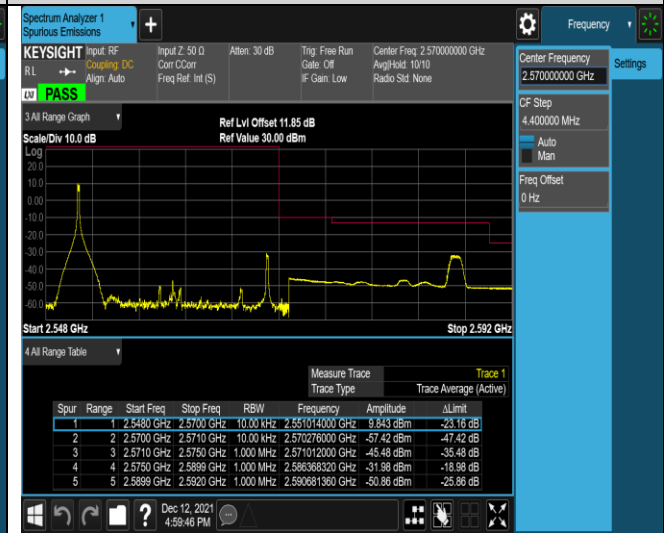 Spectrum Analyzer 1
Spurious Emissions
Frequency
KEYSIGHT
RL
Input: RF
Coupling: DC
Align: Auto
Input Z: 50 Ω
Corr CCorr
Freq Ref: Int (S)
Atten: 30 dB
Trig: Free Run
Gate: Off
IF Gain: Low
Center Freq: 2.570000000 GHz
Avg|Hold: 10/10
Radio Std: None
PASS
3 All Range Graph
Scale/Div 10.0 dB
Ref Lvl Offset 11.85 dB
Ref Value 30.00 dBm
Log
20.0
10.0
0.00
-10.0
-20.0
-30.0
-40.0
-50.0
-60.0
Start 2.548 GHz
Stop 2.592 GHz
4 All Range Table
Measure Trace Trace 1
Trace Type Trace Average (Active)
Spur Range Start Freq Stop Freq RBW Frequency Amplitude ΔLimit
1 1 2.5480 GHz 2.5700 GHz 10.00 kHz 2.551014000 GHz 9.843 dBm -23.16 dB
2 2 2.5700 GHz 2.5710 GHz 10.00 kHz 2.570276000 GHz -57.42 dBm -47.42 dB
3 3 2.5710 GHz 2.5750 GHz 1.000 MHz 2.571012000 GHz -45.48 dBm -35.48 dB
4 4 2.5750 GHz 2.5899 GHz 1.000 MHz 2.586368320 GHz -31.98 dBm -18.98 dB
5 5 2.5899 GHz 2.5920 GHz 1.000 MHz 2.590681360 GHz -50.86 dBm -25.86 dB
Dec 12, 2021
4:59:46 PM
Center Frequency
2.570000000 GHz
Settings
CF Step
4.400000 MHz
Auto
Man
Freq Offset
0 Hz